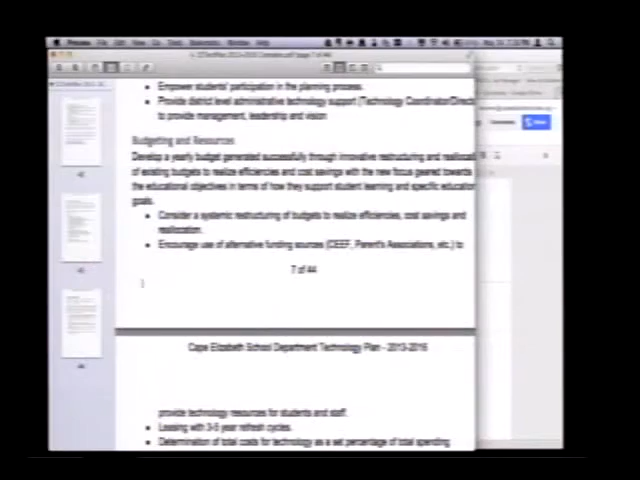 Empower students' participation in the planning process.
Provide district level administrative technology support (Technology Coordinator/Direct
to provide management, leadership and vision
Budgeting and Resources
Develop a yearly budget generated successfully through innovative restructuring and reallocat
of existing budgets to realize efficiencies and cost savings with the new focus geared towards
the educational objectives in terms of how they support student learning and specific education
goals.
Consider a systemic restructuring of budgets to realize efficiencies, cost savings and
reallocation.
Encourage use of alternative funding sources (CEEF, Parent's Associations, etc.) to
7 of 44
Cape Elizabeth School Department Technology Plan - 2013-2016
provide technology resources for students and staff.
Leasing with 3-5 year refresh cycles.
Determination of total costs for technology as a set percentage of total spending